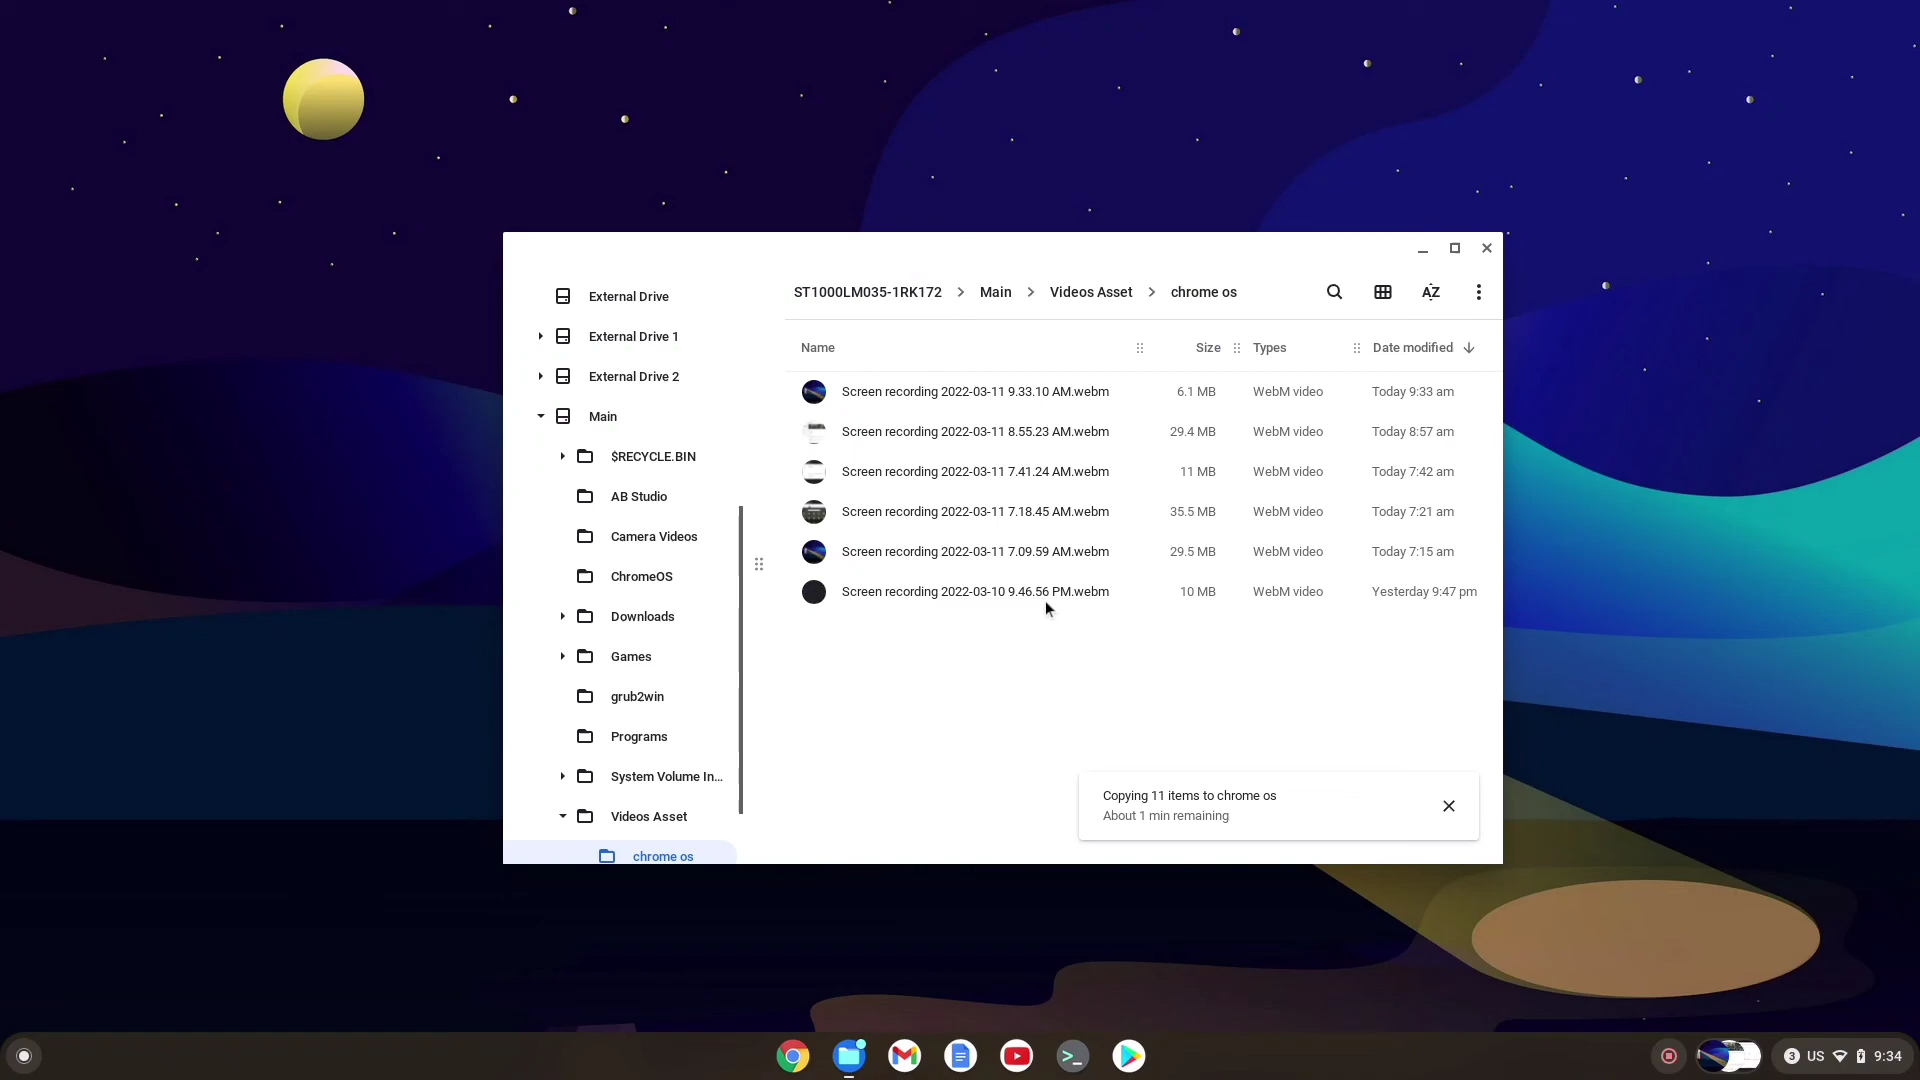 ST1000LM035-1RK172 Main Videos Asset chrome os
AZ
External Drive
External Drive 1
External Drive 2
Main
$RECYCLE.BIN
AB Studio
Camera Videos
ChromeOS
Downloads
Games
grub2win
Programs
System Volume In...
Videos Asset
chrome os
Name Size Types Date modified
Screen recording 2022-03-11 9.33.10 AM.webm 6.1 MB WebM video Today 9:33 am
Screen recording 2022-03-11 8.55.23 AM.webm 29.4 MB WebM video Today 8:57 am
Screen recording 2022-03-11 7.41.24 AM.webm 11 MB WebM video Today 7:42 am
Screen recording 2022-03-11 7.18.45 AM.webm 35.5 MB WebM video Today 7:21 am
Screen recording 2022-03-11 7.09.59 AM.webm 29.5 MB WebM video Today 7:15 am
Screen recording 2022-03-10 9.46.56 PM.webm 10 MB WebM video Yesterday 9:47 pm
Copying 11 items to chrome os
About 1 min remaining
3 US 9:34